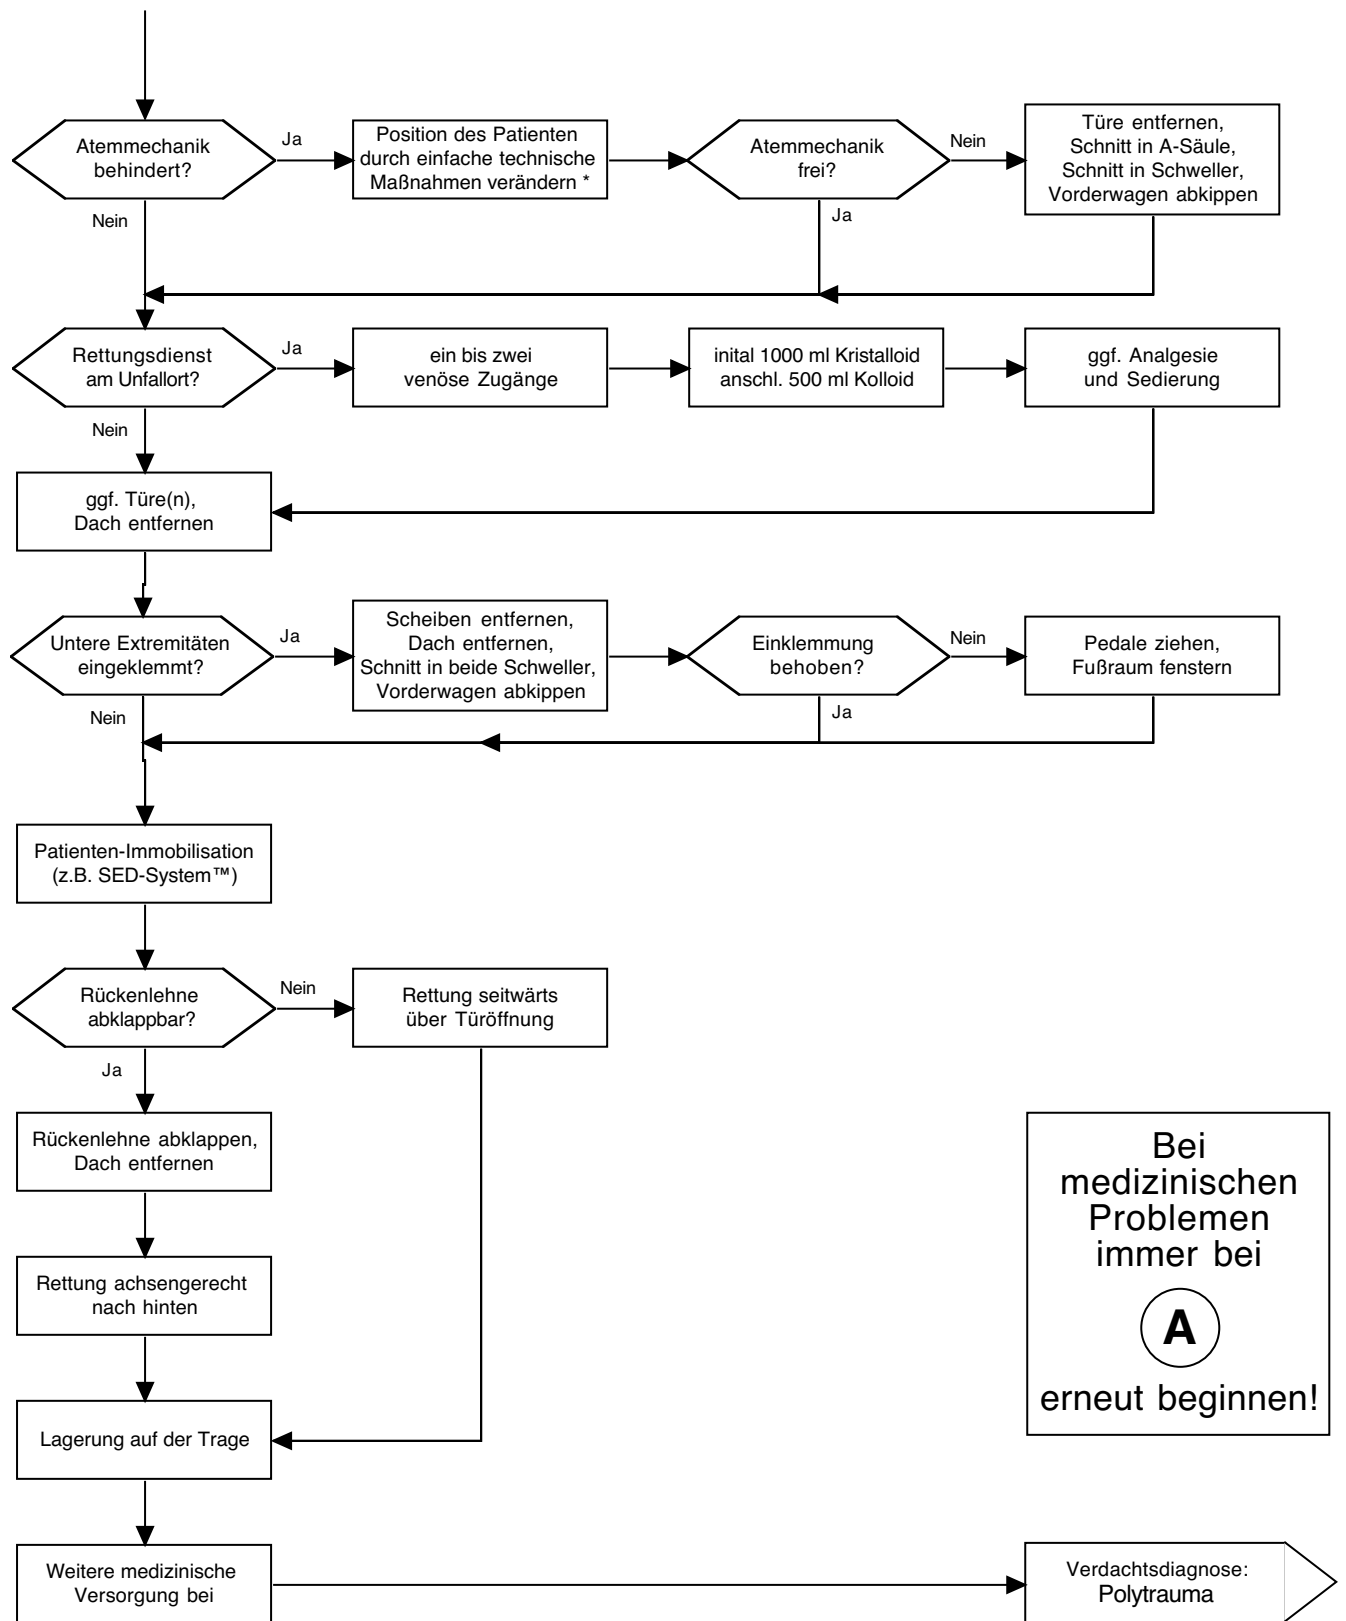 Atemmechanik
behindert?
Ja
Nein
Position des Patienten
durch einfache technische
Maßnahmen verändern *
Atemmechanik
frei?
Nein
Ja
Türe entfernen,
Schnitt in A-Säule,
Schnitt in Schweller,
Vorderwagen abkippen
Rettungsdienst
am Unfallort?
Ja
Nein
ein bis zwei
venöse Zugänge
inital 1000 ml Kristalloid
anschl. 500 ml Kolloid
ggf. Analgesie
und Sedierung
ggf. Türe(n),
Dach entfernen
Untere Extremitäten
eingeklemmt?
Ja
Nein
Scheiben entfernen,
Dach entfernen,
Schnitt in beide Schweller,
Vorderwagen abkippen
Einklemmung
behoben?
Nein
Ja
Pedale ziehen,
Fußraum fenstern
Patienten-Immobilisation
(z.B. SED-System™)
Rückenlehne
abklappbar?
Nein
Ja
Rettung seitwärts
über Türöffnung
Rückenlehne abklappen,
Dach entfernen
Rettung achsengerecht
nach hinten
Lagerung auf der Trage
Bei
medizinischen
Problemen
immer bei
A
erneut beginnen!
Weitere medizinische
Versorgung bei
Verdachtsdiagnose:
Polytrauma